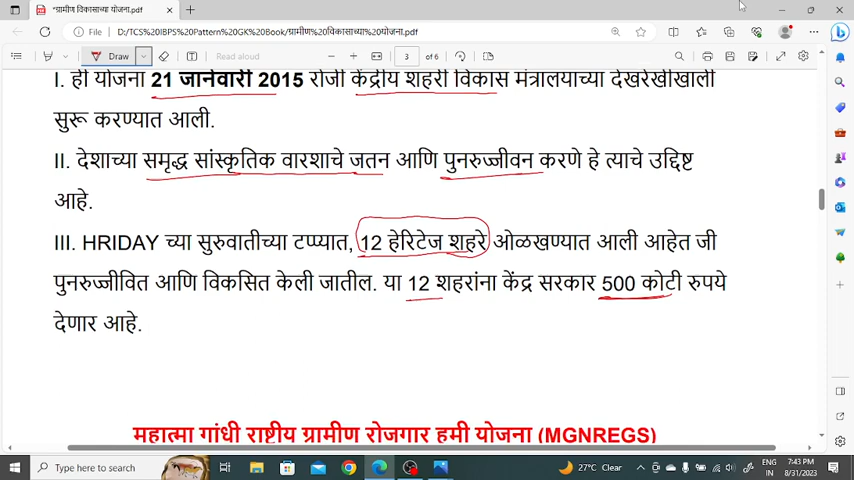 *ग्रामीण विकासाच्या योजना.pdf
File
D:/TCS%20IBPS%20Pattern%20GK%20Book/ग्रामीण%20विकासाच्या%20योजना.pdf
Draw
Read aloud
3 of 6
I. ही योजना 21 जानेवारी 2015 रोजी केंद्रीय शहरी विकास मंत्रालयाच्या देखरेखीखाली
सुरू करण्यात आली.
II. देशाच्या समृद्ध सांस्कृतिक वारशाचे जतन आणि पुनरुज्जीवन करणे हे त्याचे उद्दिष्ट
आहे.
III. HRIDAY च्या सुरुवातीच्या टप्प्यात, 12 हेरिटेज शहरे ओळखण्यात आली आहेत जी
पुनरुज्जीवित आणि विकसित केली जातील. या 12 शहरांना केंद्र सरकार 500 कोटी रुपये
देणार आहे.
महात्मा गांधी राष्ट्रीय ग्रामीण रोजगार हमी योजना (MGNREGS)
Type here to search
27°C Clear
ENG
IN
7:43 PM
8/31/2023